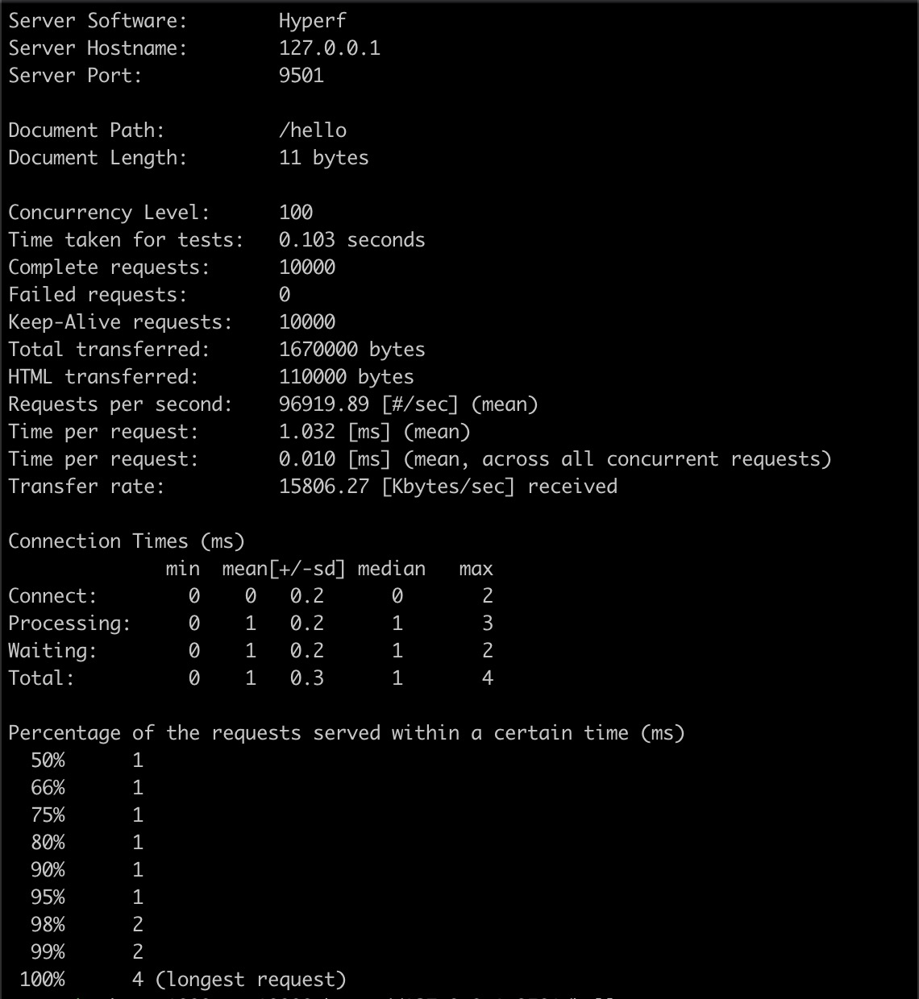 Server Software:        Hyperf
Server Hostname:        127.0.0.1
Server Port:            9501

Document Path:          /hello
Document Length:        11 bytes

Concurrency Level:      100
Time taken for tests:   0.103 seconds
Complete requests:      10000
Failed requests:        0
Keep-Alive requests:    10000
Total transferred:      1670000 bytes
HTML transferred:       110000 bytes
Requests per second:    96919.89 [#/sec] (mean)
Time per request:       1.032 [ms] (mean)
Time per request:       0.010 [ms] (mean, across all concurrent requests)
Transfer rate:          15806.27 [Kbytes/sec] received

Connection Times (ms)
              min  mean[+/-sd] median   max
Connect:        0    0   0.2      0       2
Processing:     0    1   0.2      1       3
Waiting:        0    1   0.2      1       2
Total:          0    1   0.3      1       4

Percentage of the requests served within a certain time (ms)
  50%      1
  66%      1
  75%      1
  80%      1
  90%      1
  95%      1
  98%      2
  99%      2
 100%      4 (longest request)